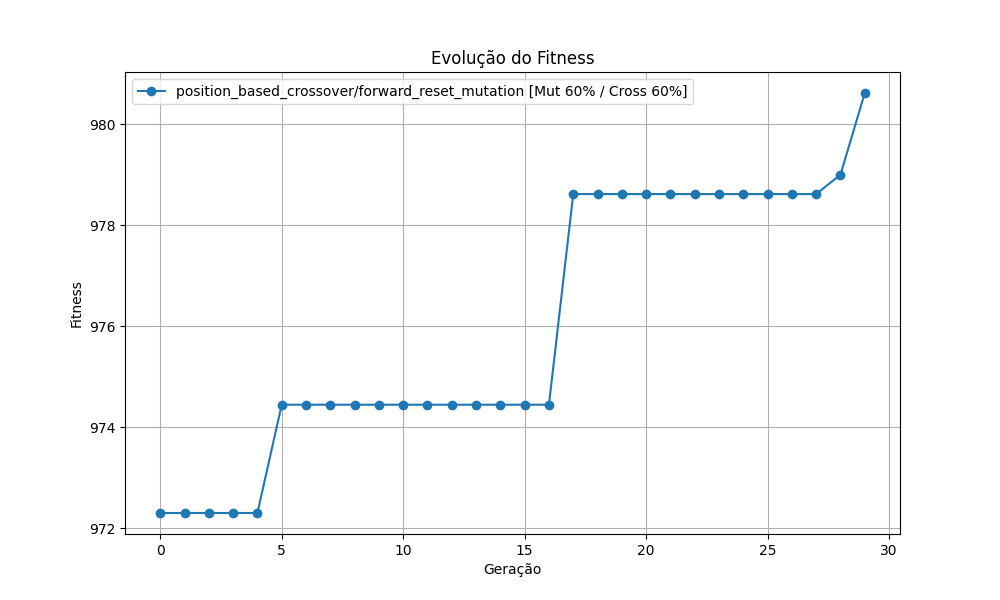 Evolução do Fitness
position_based_crossover/forward_reset_mutation [Mut 60% / Cross 60%]
980
978
976
974
972
Fitness
0 5 10 15 20 25 30
Geração